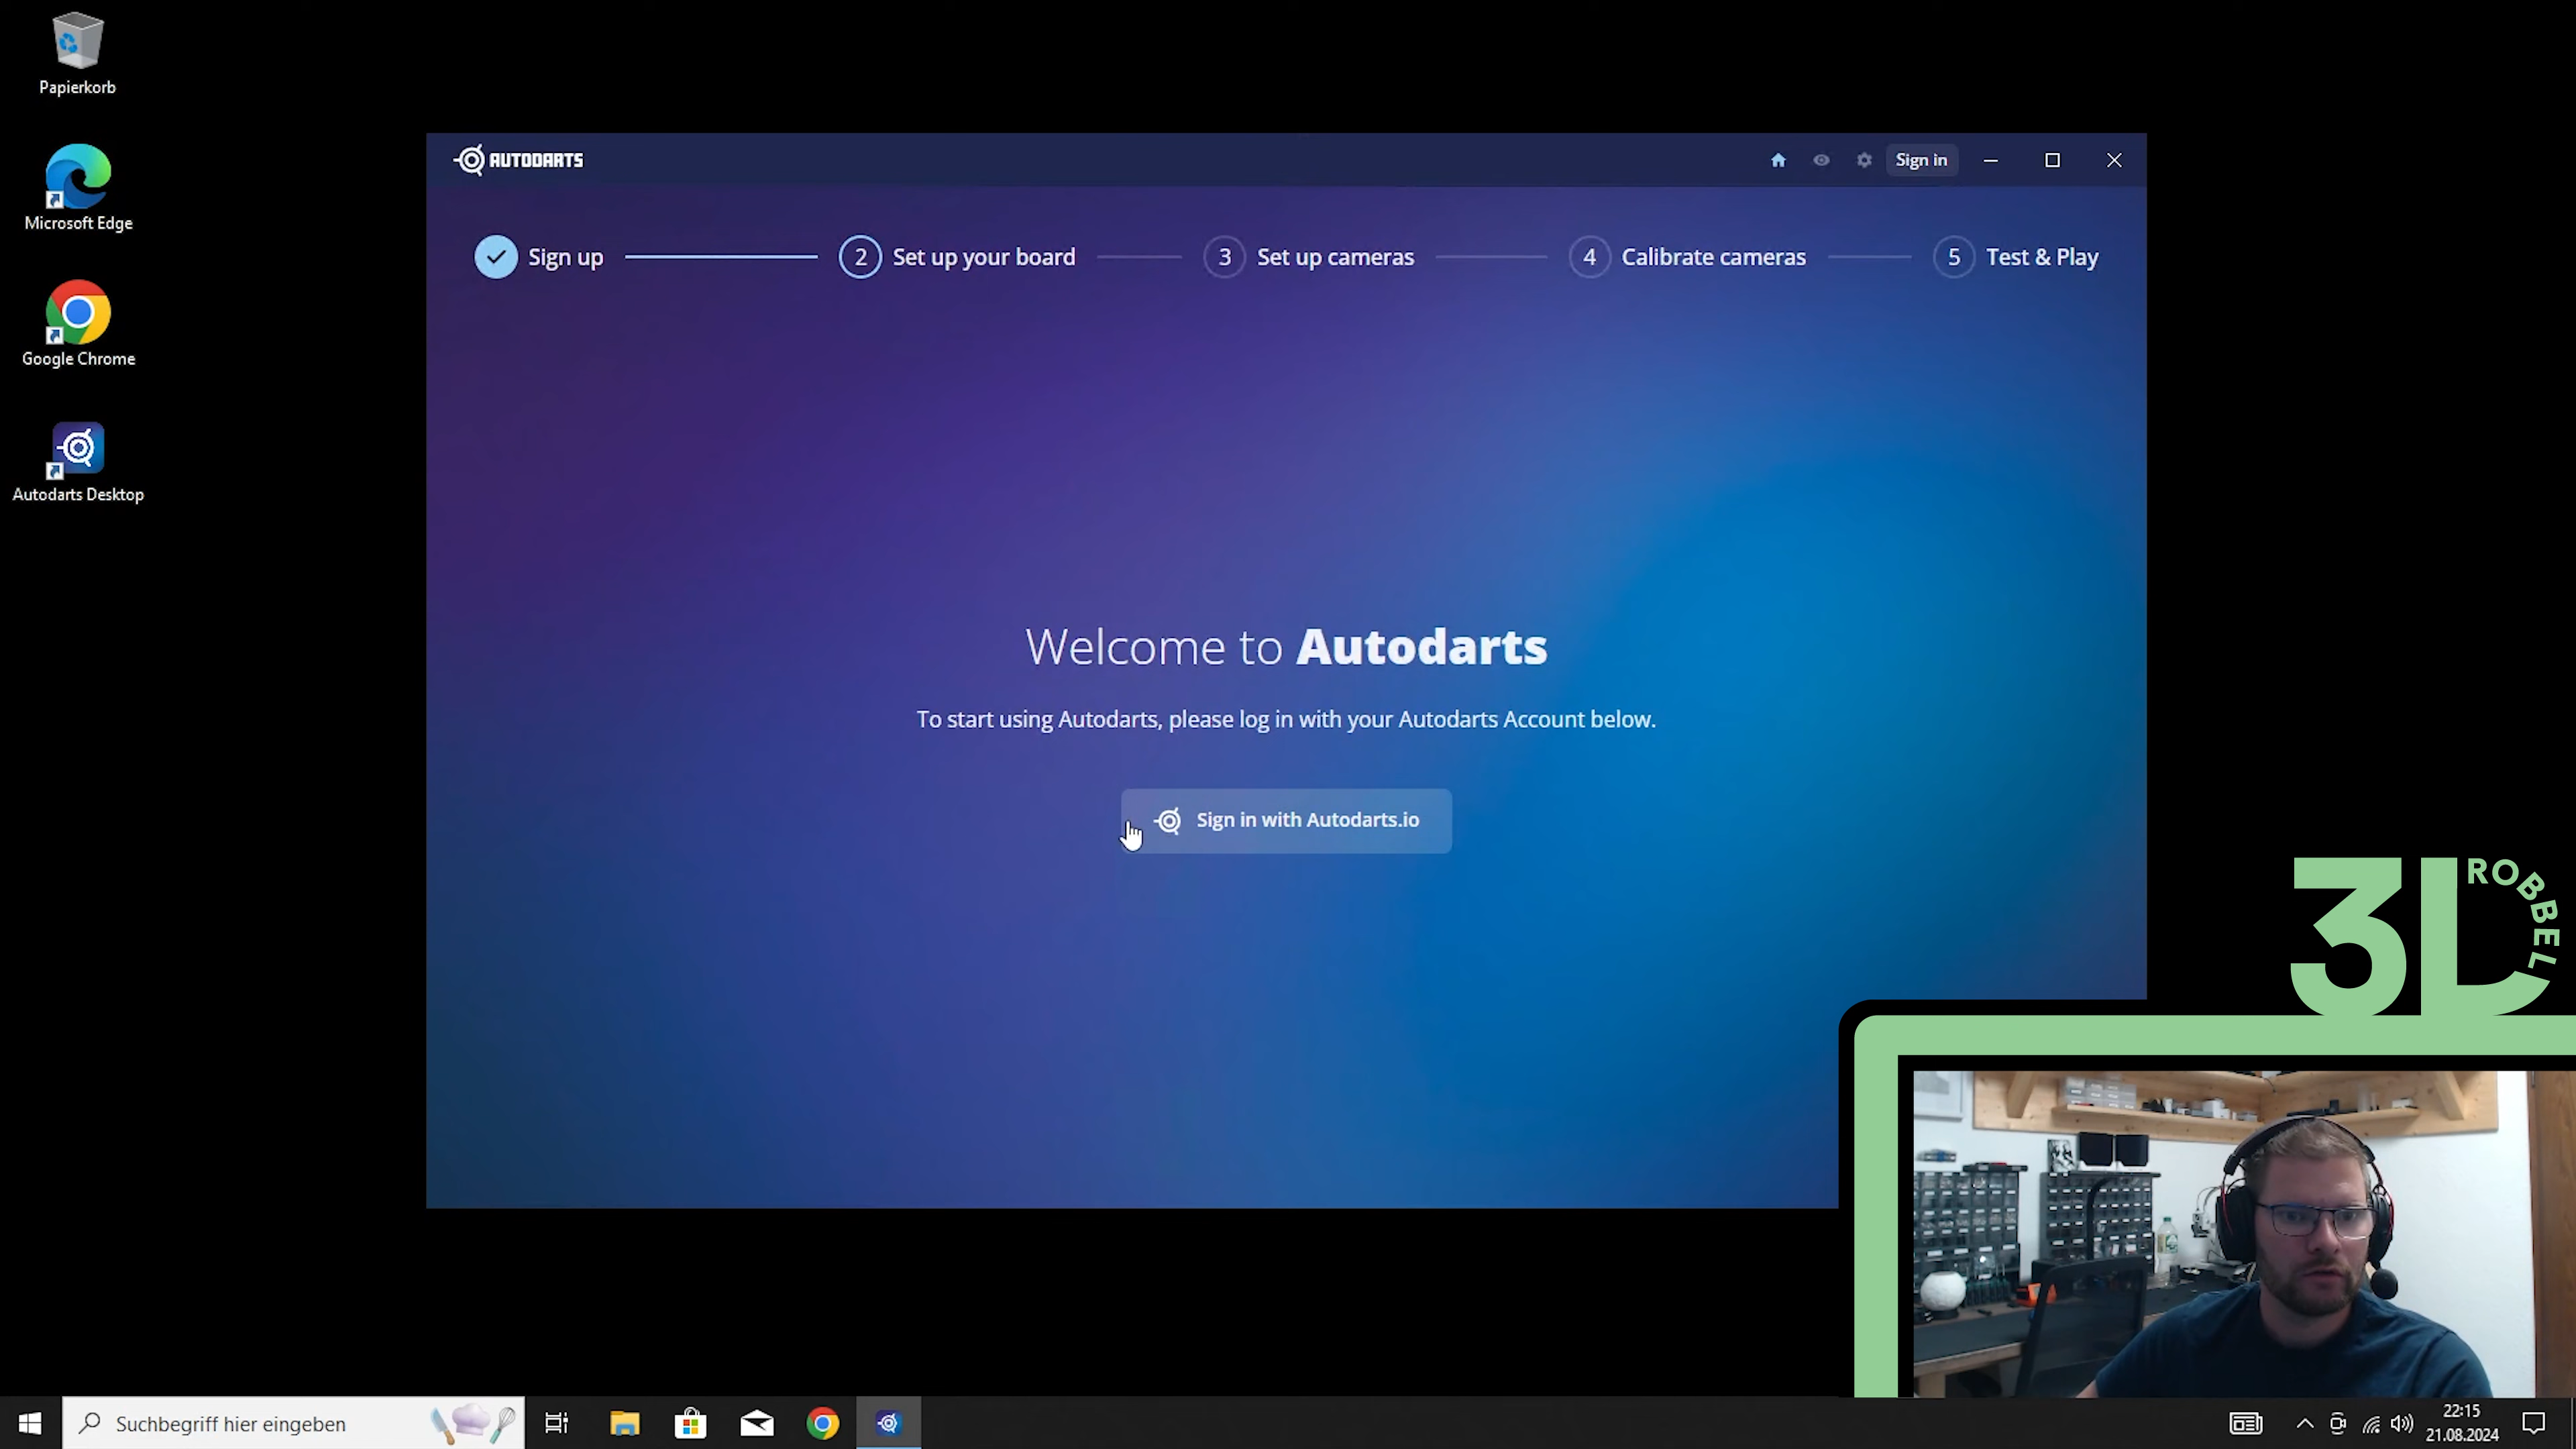 Papierkorb
Microsoft Edge
Google Chrome
Autodarts Desktop
AUTODARTS
Sign in
Sign up
2 Set up your board
3 Set up cameras
4 Calibrate cameras
5 Test & Play
Welcome to Autodarts
To start using Autodarts, please log in with your Autodarts Account below.
Sign in with Autodarts.io
3D ROBBEL
Suchbegriff hier eingeben
22:15
21.08.2024